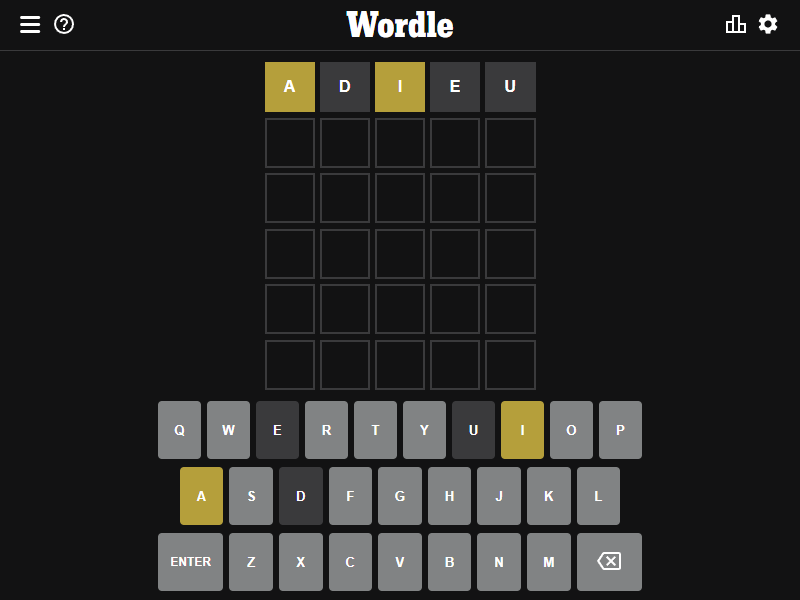 Wordle
A D I E U
Q W E R T Y U I O P
A S D F G H J K L
ENTER Z X C V B N M